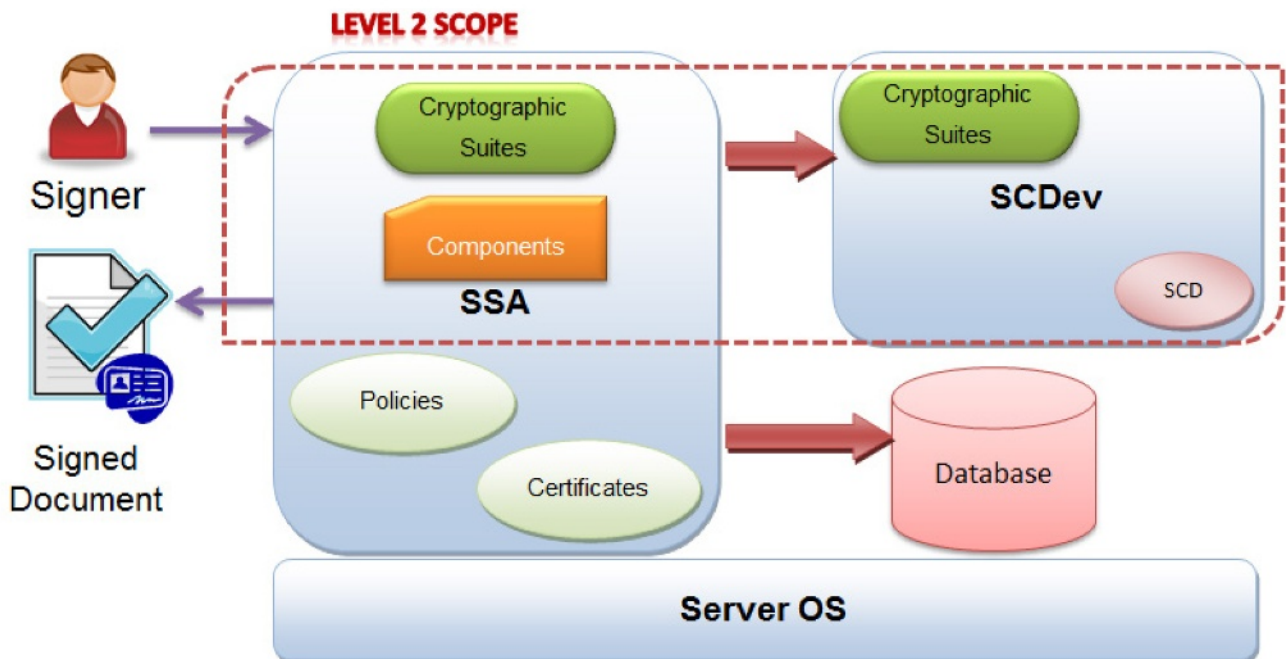 LEVEL 2 SCOPE
Signer
Signed
Document
Cryptographic
Suites
Components
SSA
Policies
Certificates
Cryptographic
Suites
SCDev
SCD
Database
Server OS